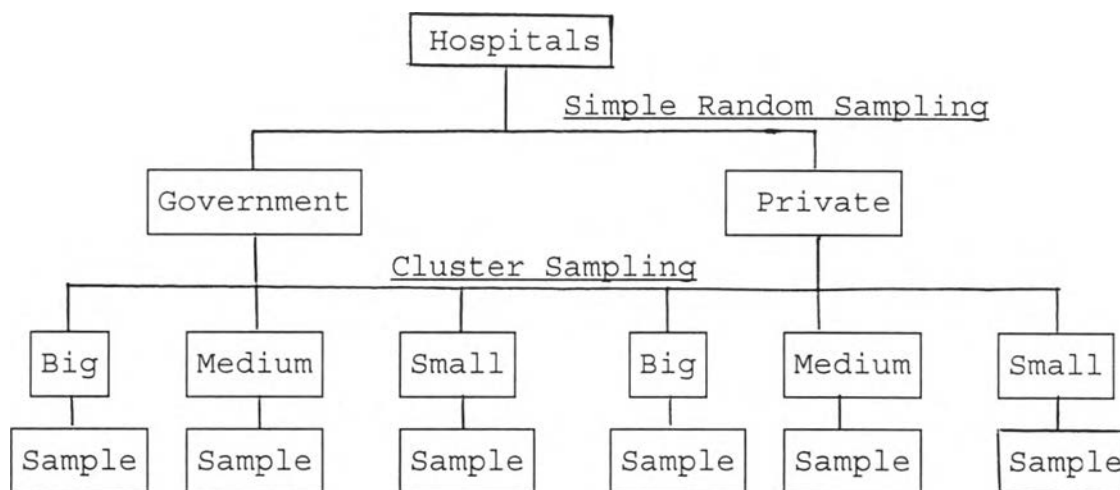 Hospitals
Simple Random Sampling
Government Private
Cluster Sampling
Big Medium Small Big Medium Small
Sample Sample Sample Sample Sample Sample